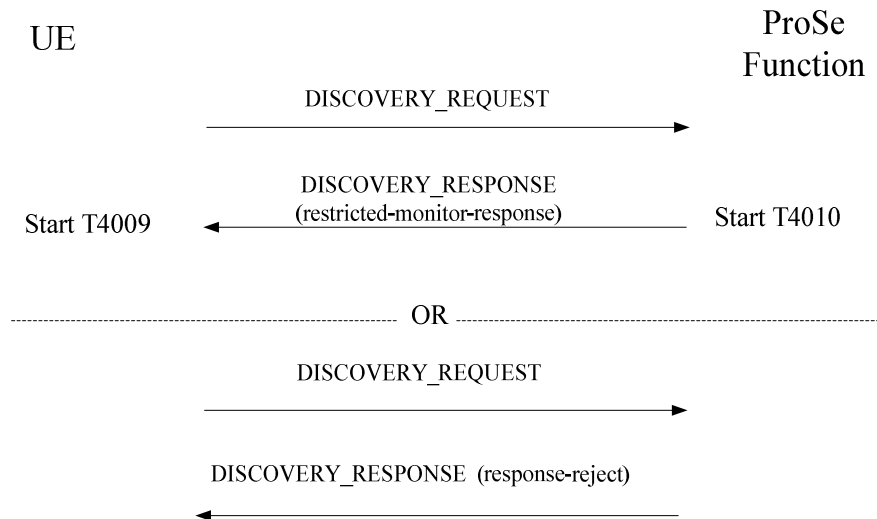 UE
ProSe
Function
DISCOVERY_REQUEST
DISCOVERY_RESPONSE
(restricted-monitor-response)
Start T4009
Start T4010
OR
DISCOVERY_REQUEST
DISCOVERY_RESPONSE (response-reject)